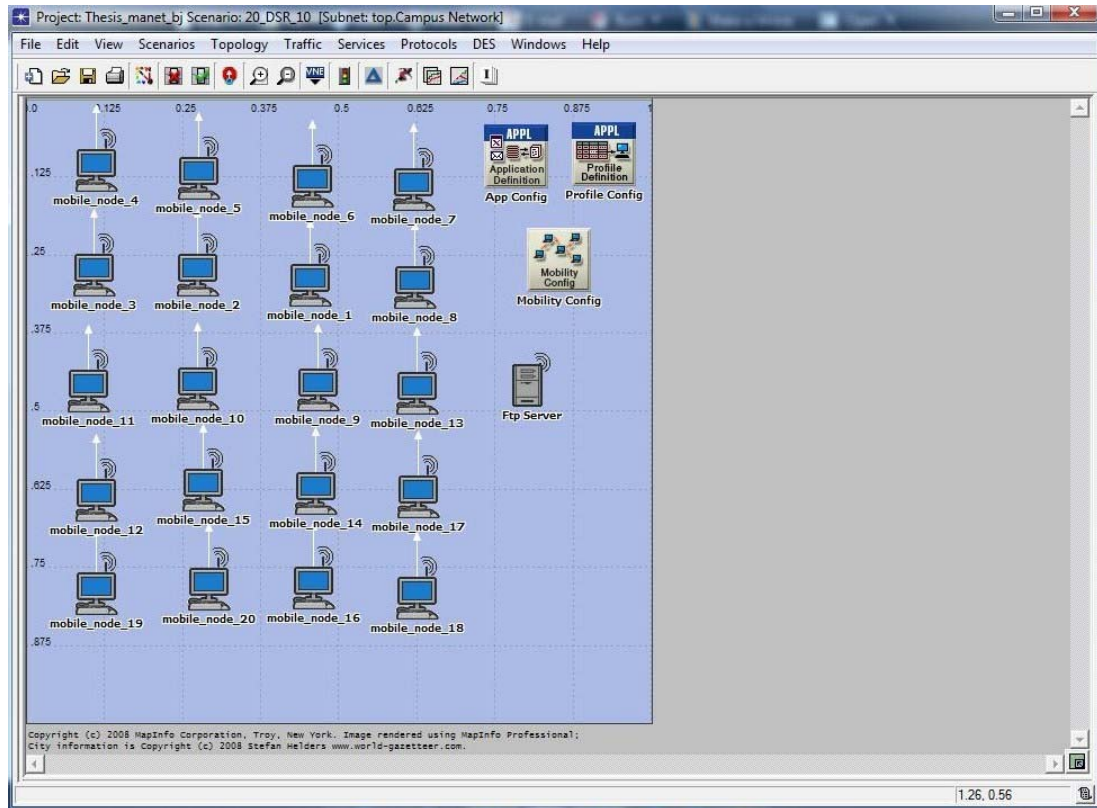 Project: Thesis_manet_bj Scenario: 20_DSR_10 [Subnet: top.Campus Network]
File Edit View Scenarios Topology Traffic Services Protocols DES Windows Help
VNE
.0 .125 0.25 0.375 0.5 0.625 0.75 0.875 1
APPL
Application
Definition
App Config
APPL
Profile
Definition
Profile Config
.125
mobile_node_4 mobile_node_5 mobile_node_6 mobile_node_7
.25
Mobility
Config
Mobility Config
mobile_node_3 mobile_node_2 mobile_node_1 mobile_node_8
.375
.5
mobile_node_11 mobile_node_10 mobile_node_9 mobile_node_13
Ftp Server
.625
mobile_node_12 mobile_node_15 mobile_node_14 mobile_node_17
.75
mobile_node_19 mobile_node_20 mobile_node_16 mobile_node_18
.875
Copyright (c) 2008 MapInfo Corporation, Troy, New York. Image rendered using MapInfo Professional;
City information is Copyright (c) 2008 Stefan Helders www.world-gazetteer.com.
1.26, 0.56